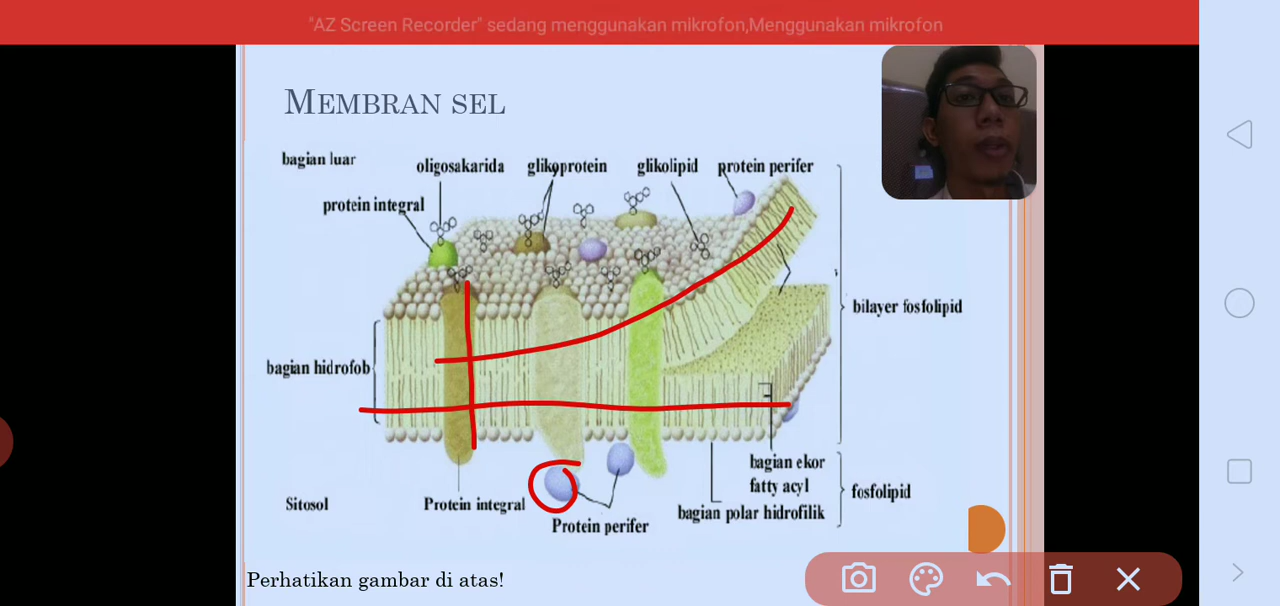 "AZ Screen Recorder" sedang menggunakan mikrofon,Menggunakan mikrofon
MEMBRAN SEL
bagian luar
oligosakarida
glikoprotein
glikolipid
protein perifer
protein integral
bilayer fosfolipid
bagian hidrofob
bagian ekor
fatty acyl
fosfolipid
Sitosol
Protein integral
bagian polar hidrofilik
Protein perifer
Perhatikan gambar di atas!